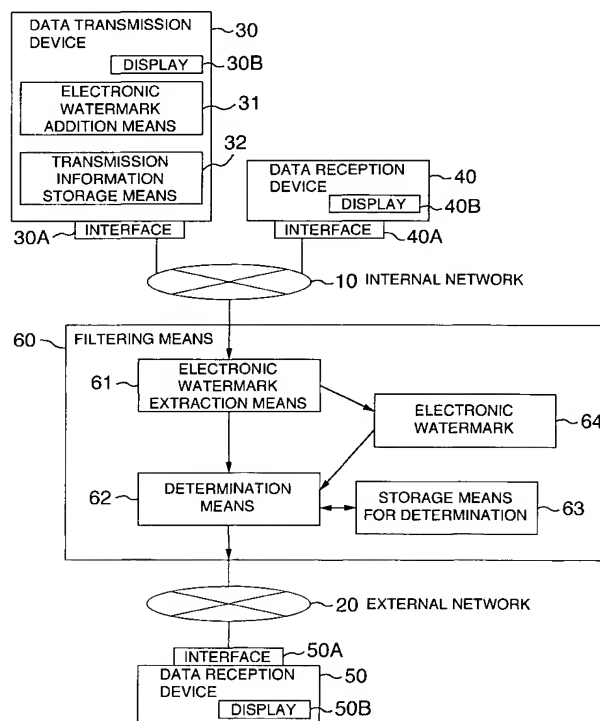 DATA TRANSMISSION
DEVICE
30
DISPLAY
30B
ELECTRONIC
WATERMARK
ADDITION MEANS
31
32
TRANSMISSION
INFORMATION
STORAGE MEANS
30A
INTERFACE
DATA RECEPTION
DEVICE
40
DISPLAY
40B
INTERFACE
40A
10 INTERNAL NETWORK
60
FILTERING MEANS
61
ELECTRONIC
WATERMARK
EXTRACTION MEANS
ELECTRONIC
WATERMARK
64
62
DETERMINATION
MEANS
STORAGE MEANS
FOR DETERMINATION
63
20 EXTERNAL NETWORK
50A
INTERFACE
DATA RECEPTION
DEVICE
50
DISPLAY
50B